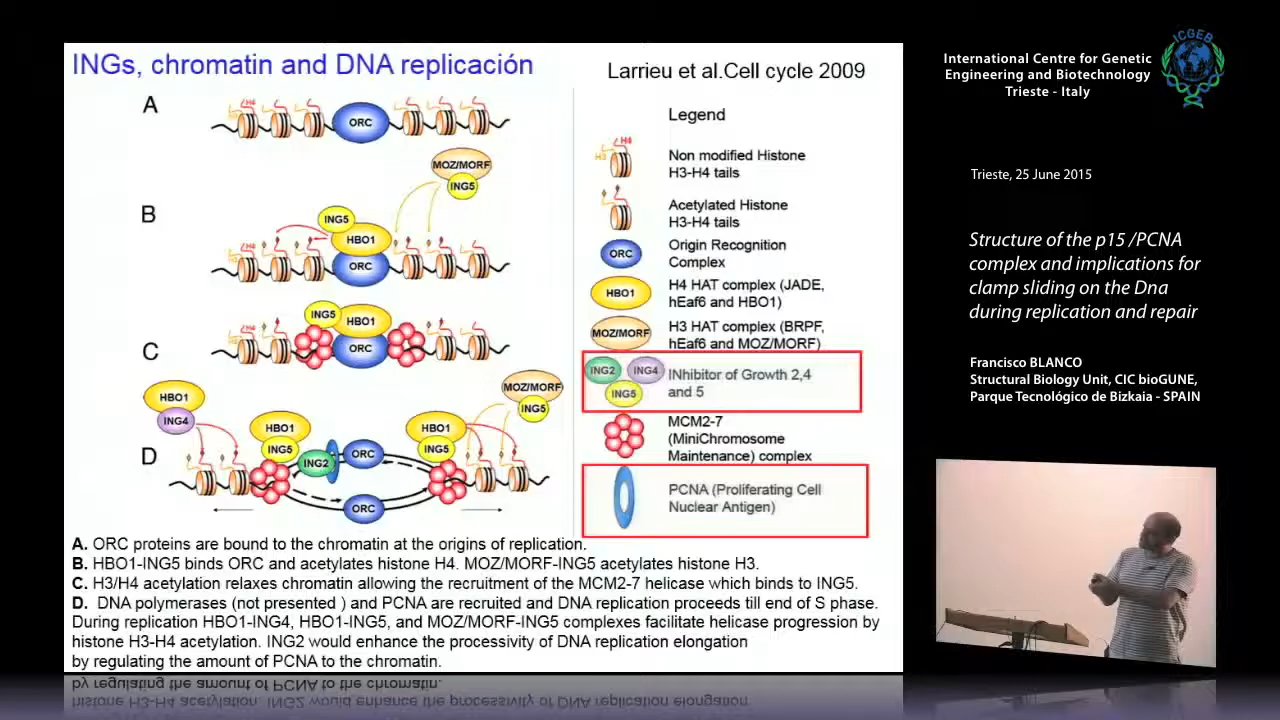 INGs, chromatin and DNA replicación
Larrieu et al.Cell cycle 2009
A
H4
ORC
MOZ/MORF
ING5
B
ING5
HBO1
H4
ORC
C
ING5
HBO1
H4
ORC
HBO1
ING4
MOZ/MORF
ING5
D
HBO1
ING5
ING2
ORC
HBO1
ING5
ORC
Legend
H3
H4
Non modified Histone
H3-H4 tails
Acetylated Histone
H3-H4 tails
ORC
Origin Recognition
Complex
HBO1
H4 HAT complex (JADE,
hEaf6 and HBO1)
MOZ/MORF
H3 HAT complex (BRPF,
hEaf6 and MOZ/MORF)
ING2
ING4
ING5
INhibitor of Growth 2,4
and 5
MCM2-7
(MiniChromosome
Maintenance) complex
PCNA (Proliferating Cell
Nuclear Antigen)
A. ORC proteins are bound to the chromatin at the origins of replication.
B. HBO1-ING5 binds ORC and acetylates histone H4. MOZ/MORF-ING5 acetylates histone H3.
C. H3/H4 acetylation relaxes chromatin allowing the recruitment of the MCM2-7 helicase which binds to ING5.
D. DNA polymerases (not presented ) and PCNA are recruited and DNA replication proceeds till end of S phase.
During replication HBO1-ING4, HBO1-ING5, and MOZ/MORF-ING5 complexes facilitate helicase progression by
histone H3-H4 acetylation. ING2 would enhance the processivity of DNA replication elongation
by regulating the amount of PCNA to the chromatin.
International Centre for Genetic
Engineering and Biotechnology
Trieste - Italy
ICGEB
Trieste, 25 June 2015
Structure of the p15 /PCNA
complex and implications for
clamp sliding on the Dna
during replication and repair
Francisco BLANCO
Structural Biology Unit, CIC bioGUNE,
Parque Tecnológico de Bizkaia - SPAIN